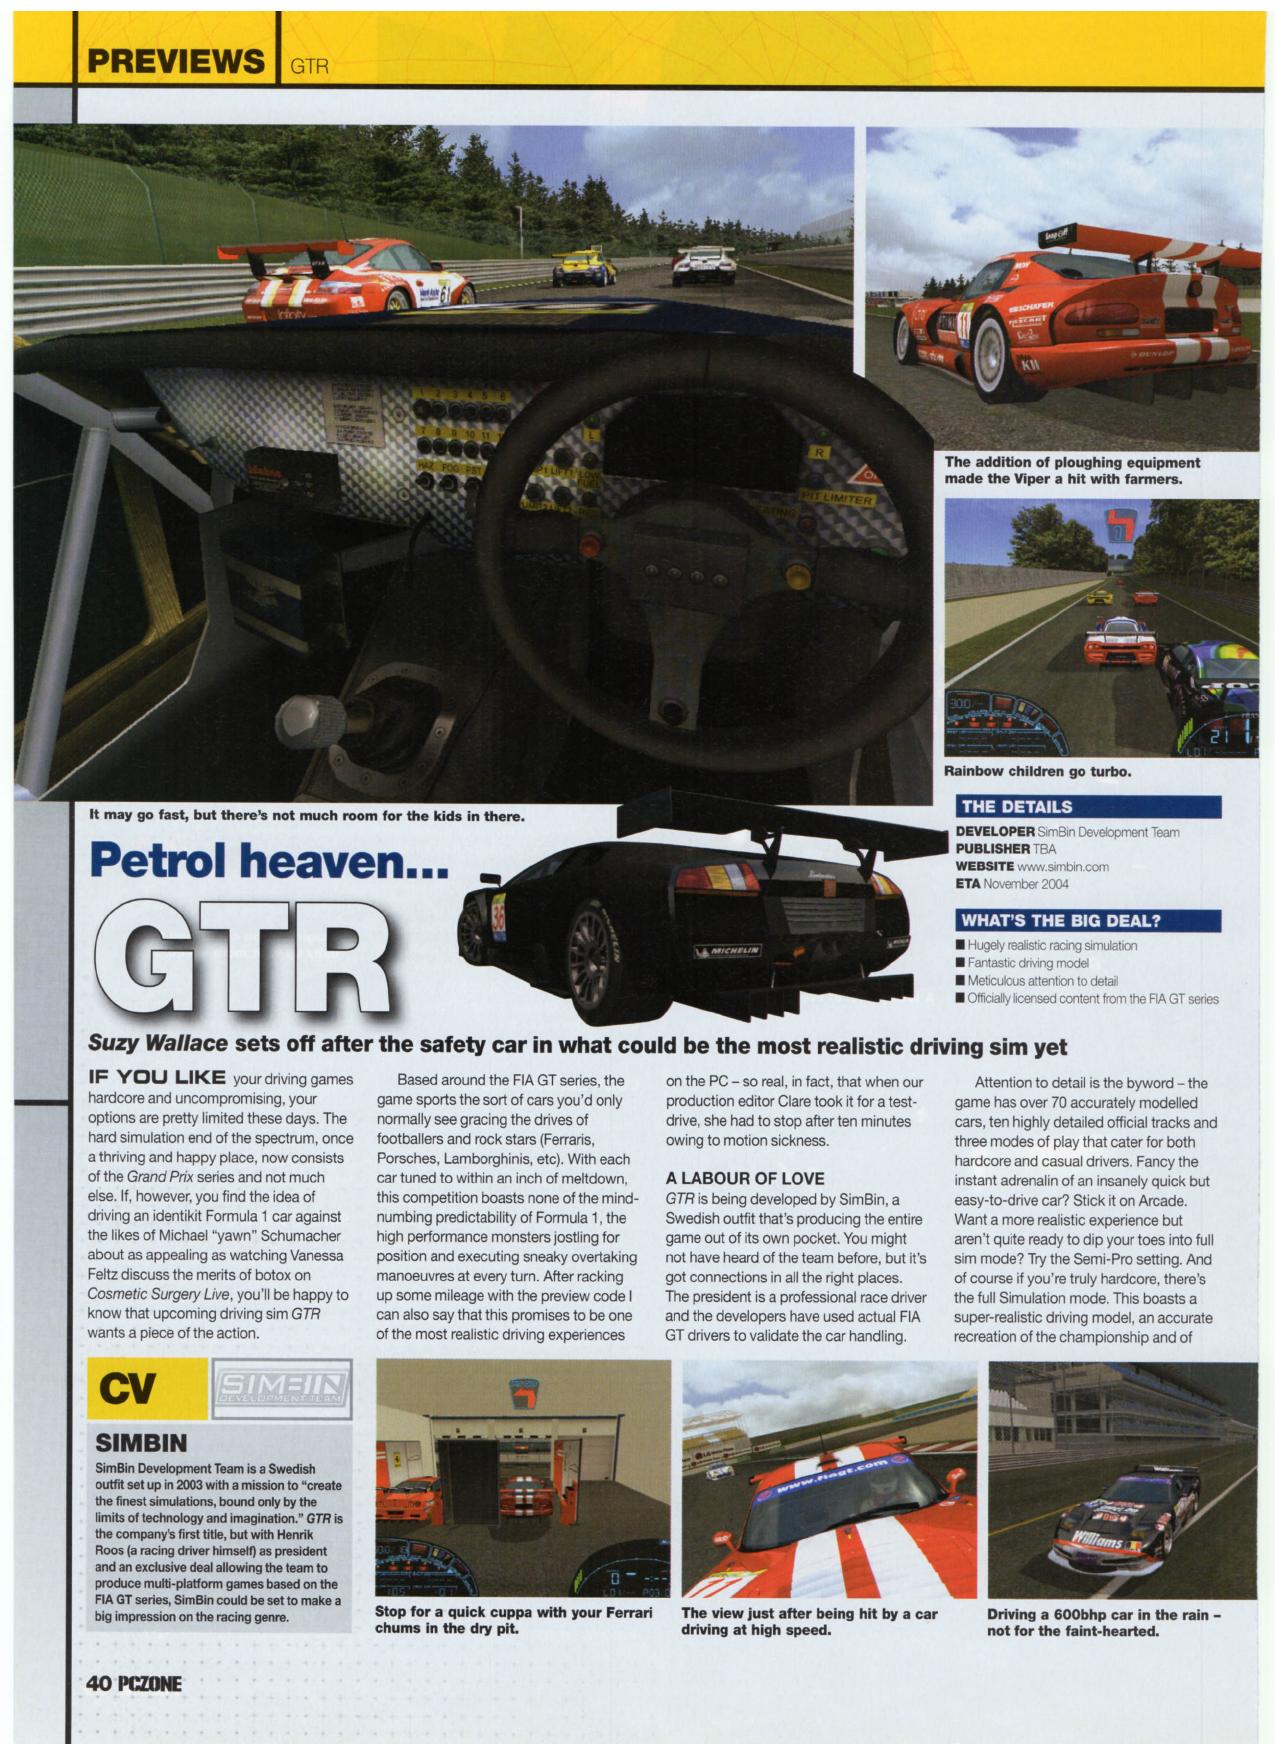 PREVIEWS
GTR
The addition of ploughing equipment
made the Viper a hit with farmers.
Rainbow children go turbo.
It may go fast, but there's not much room for the kids in there.
Petrol heaven...
GTR
THE DETAILS
DEVELOPER SimBin Development Team
PUBLISHER TBA
WEBSITE www.simbin.com
ETA November 2004
WHAT'S THE BIG DEAL?
■ Hugely realistic racing simulation
■ Fantastic driving model
■ Meticulous attention to detail
■ Officially licensed content from the FIA GT series
Suzy Wallace sets off after the safety car in what could be the most realistic driving sim yet
IF YOU LIKE your driving games
hardcore and uncompromising, your
options are pretty limited these days. The
hard simulation end of the spectrum, once
a thriving and happy place, now consists
of the Grand Prix series and not much
else. If, however, you find the idea of
driving an identikit Formula 1 car against
the likes of Michael "yawn" Schumacher
about as appealing as watching Vanessa
Feltz discuss the merits of botox on
Cosmetic Surgery Live, you'll be happy to
know that upcoming driving sim GTR
wants a piece of the action.
Based around the FIA GT series, the
game sports the sort of cars you'd only
normally see gracing the drives of
footballers and rock stars (Ferraris,
Porsches, Lamborghinis, etc). With each
car tuned to within an inch of meltdown,
this competition boasts none of the mind-
numbing predictability of Formula 1, the
high performance monsters jostling for
position and executing sneaky overtaking
manoeuvres at every turn. After racking
up some mileage with the preview code I
can also say that this promises to be one
of the most realistic driving experiences
on the PC – so real, in fact, that when our
production editor Clare took it for a test-
drive, she had to stop after ten minutes
owing to motion sickness.
A LABOUR OF LOVE
GTR is being developed by SimBin, a
Swedish outfit that's producing the entire
game out of its own pocket. You might
not have heard of the team before, but it's
got connections in all the right places.
The president is a professional race driver
and the developers have used actual FIA
GT drivers to validate the car handling.
Attention to detail is the byword – the
game has over 70 accurately modelled
cars, ten highly detailed official tracks and
three modes of play that cater for both
hardcore and casual drivers. Fancy the
instant adrenalin of an insanely quick but
easy-to-drive car? Stick it on Arcade.
Want a more realistic experience but
aren't quite ready to dip your toes into full
sim mode? Try the Semi-Pro setting. And
of course if you're truly hardcore, there's
the full Simulation mode. This boasts a
super-realistic driving model, an accurate
recreation of the championship and of
CV
SIMBIN
DEVELOPMENT TEAM
SIMBIN
SimBin Development Team is a Swedish
outfit set up in 2003 with a mission to "create
the finest simulations, bound only by the
limits of technology and imagination." GTR is
the company's first title, but with Henrik
Roos (a racing driver himself) as president
and an exclusive deal allowing the team to
produce multi-platform games based on the
FIA GT series, SimBin could be set to make a
big impression on the racing genre.
Stop for a quick cuppa with your Ferrari
chums in the dry pit.
www.fiagt.com
The view just after being hit by a car
driving at high speed.
Williams
Driving a 600bhp car in the rain –
not for the faint-hearted.
40 PCZONE
61
11
SCHAFER
DUNLOP
KW
1 2 3 4 5 6
7 8 9 10 11
HAZ FOG
L
R
PIT LIMITER
36
MICHELIN